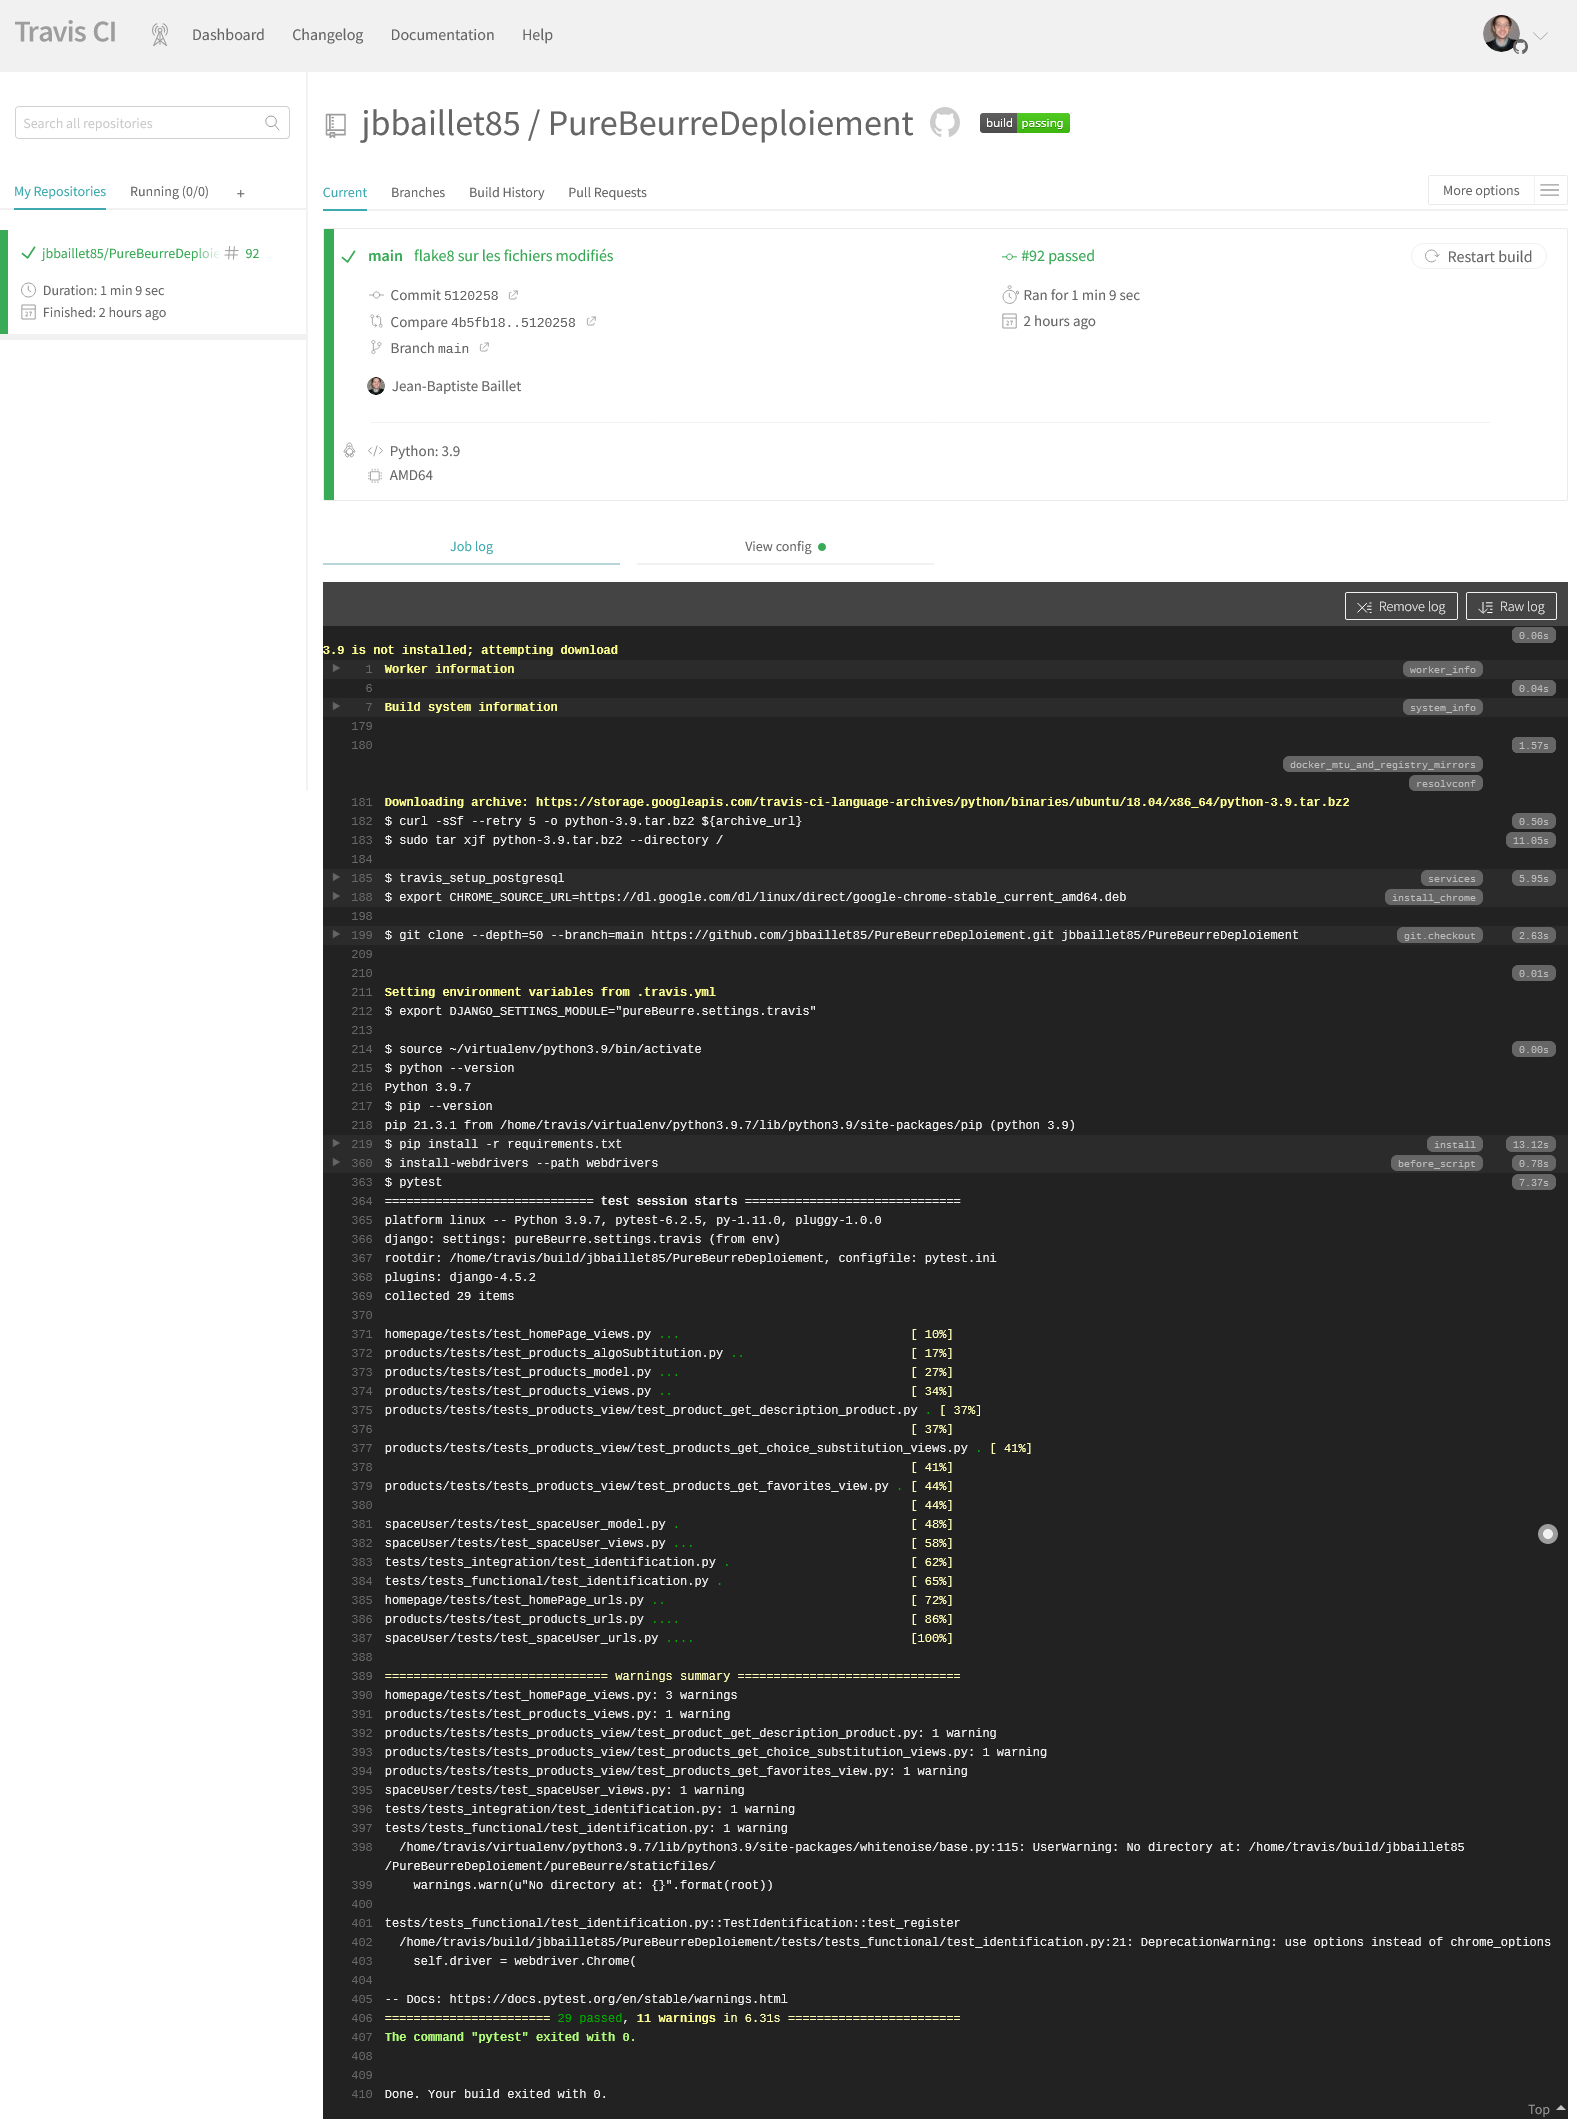 Travis CI
Dashboard Changelog Documentation Help
Search all repositories
My Repositories Running (0/0) +
jbbaillet85/PureBeurreDeploie # 92
Duration: 1 min 9 sec
Finished: 2 hours ago
jbbaillet85 / PureBeurreDeploiement build passing
Current Branches Build History Pull Requests More options
main flake8 sur les fichiers modifiés #92 passed Restart build
Commit 5120258 Ran for 1 min 9 sec
Compare 4b5fb18..5120258 2 hours ago
Branch main
Jean-Baptiste Baillet
</> Python: 3.9
AMD64
Job log View config
Remove log Raw log
0.06s
3.9 is not installed; attempting download
1 Worker information worker_info
6 0.04s
7 Build system information system_info
179
180 1.57s
docker_mtu_and_registry_mirrors
resolvconf
181 Downloading archive: https://storage.googleapis.com/travis-ci-language-archives/python/binaries/ubuntu/18.04/x86_64/python-3.9.tar.bz2
182 $ curl -sSf --retry 5 -o python-3.9.tar.bz2 ${archive_url} 0.50s
183 $ sudo tar xjf python-3.9.tar.bz2 --directory / 11.05s
184
185 $ travis_setup_postgresql services 5.95s
188 $ export CHROME_SOURCE_URL=https://dl.google.com/dl/linux/direct/google-chrome-stable_current_amd64.deb install_chrome
198
199 $ git clone --depth=50 --branch=main https://github.com/jbbaillet85/PureBeurreDeploiement.git jbbaillet85/PureBeurreDeploiement git.checkout 2.63s
209
210 0.01s
211 Setting environment variables from .travis.yml
212 $ export DJANGO_SETTINGS_MODULE="pureBeurre.settings.travis"
213
214 $ source ~/virtualenv/python3.9/bin/activate 0.00s
215 $ python --version
216 Python 3.9.7
217 $ pip --version
218 pip 21.3.1 from /home/travis/virtualenv/python3.9.7/lib/python3.9/site-packages/pip (python 3.9)
219 $ pip install -r requirements.txt install 13.12s
360 $ install-webdrivers --path webdrivers before_script 0.78s
363 $ pytest 7.37s
364 ============================= test session starts ==============================
365 platform linux -- Python 3.9.7, pytest-6.2.5, py-1.11.0, pluggy-1.0.0
366 django: settings: pureBeurre.settings.travis (from env)
367 rootdir: /home/travis/build/jbbaillet85/PureBeurreDeploiement, configfile: pytest.ini
368 plugins: django-4.5.2
369 collected 29 items
370
371 homepage/tests/test_homePage_views.py ... [ 10%]
372 products/tests/test_products_algoSubtitution.py .. [ 17%]
373 products/tests/test_products_model.py ... [ 27%]
374 products/tests/test_products_views.py .. [ 34%]
375 products/tests/tests_products_view/test_product_get_description_product.py . [ 37%]
376 [ 37%]
377 products/tests/tests_products_view/test_products_get_choice_substitution_views.py . [ 41%]
378 [ 41%]
379 products/tests/tests_products_view/test_products_get_favorites_view.py . [ 44%]
380 [ 44%]
381 spaceUser/tests/test_spaceUser_model.py . [ 48%]
382 spaceUser/tests/test_spaceUser_views.py ... [ 58%]
383 tests/tests_integration/test_identification.py . [ 62%]
384 tests/tests_functional/test_identification.py . [ 65%]
385 homepage/tests/test_homePage_urls.py .. [ 72%]
386 products/tests/test_products_urls.py .... [ 86%]
387 spaceUser/tests/test_spaceUser_urls.py .... [100%]
388
389 =============================== warnings summary ===============================
390 homepage/tests/test_homePage_views.py: 3 warnings
391 products/tests/test_products_views.py: 1 warning
392 products/tests/tests_products_view/test_product_get_description_product.py: 1 warning
393 products/tests/tests_products_view/test_products_get_choice_substitution_views.py: 1 warning
394 products/tests/tests_products_view/test_products_get_favorites_view.py: 1 warning
395 spaceUser/tests/test_spaceUser_views.py: 1 warning
396 tests/tests_integration/test_identification.py: 1 warning
397 tests/tests_functional/test_identification.py: 1 warning
398 /home/travis/virtualenv/python3.9.7/lib/python3.9/site-packages/whitenoise/base.py:115: UserWarning: No directory at: /home/travis/build/jbbaillet85
/PureBeurreDeploiement/pureBeurre/staticfiles/
399 warnings.warn(u"No directory at: {}".format(root))
400
401 tests/tests_functional/test_identification.py::TestIdentification::test_register
402 /home/travis/build/jbbaillet85/PureBeurreDeploiement/tests/tests_functional/test_identification.py:21: DeprecationWarning: use options instead of chrome_options
403 self.driver = webdriver.Chrome(
404
405 -- Docs: https://docs.pytest.org/en/stable/warnings.html
406 ======================= 29 passed, 11 warnings in 6.31s ========================
407 The command "pytest" exited with 0.
408
409
410 Done. Your build exited with 0.
Top